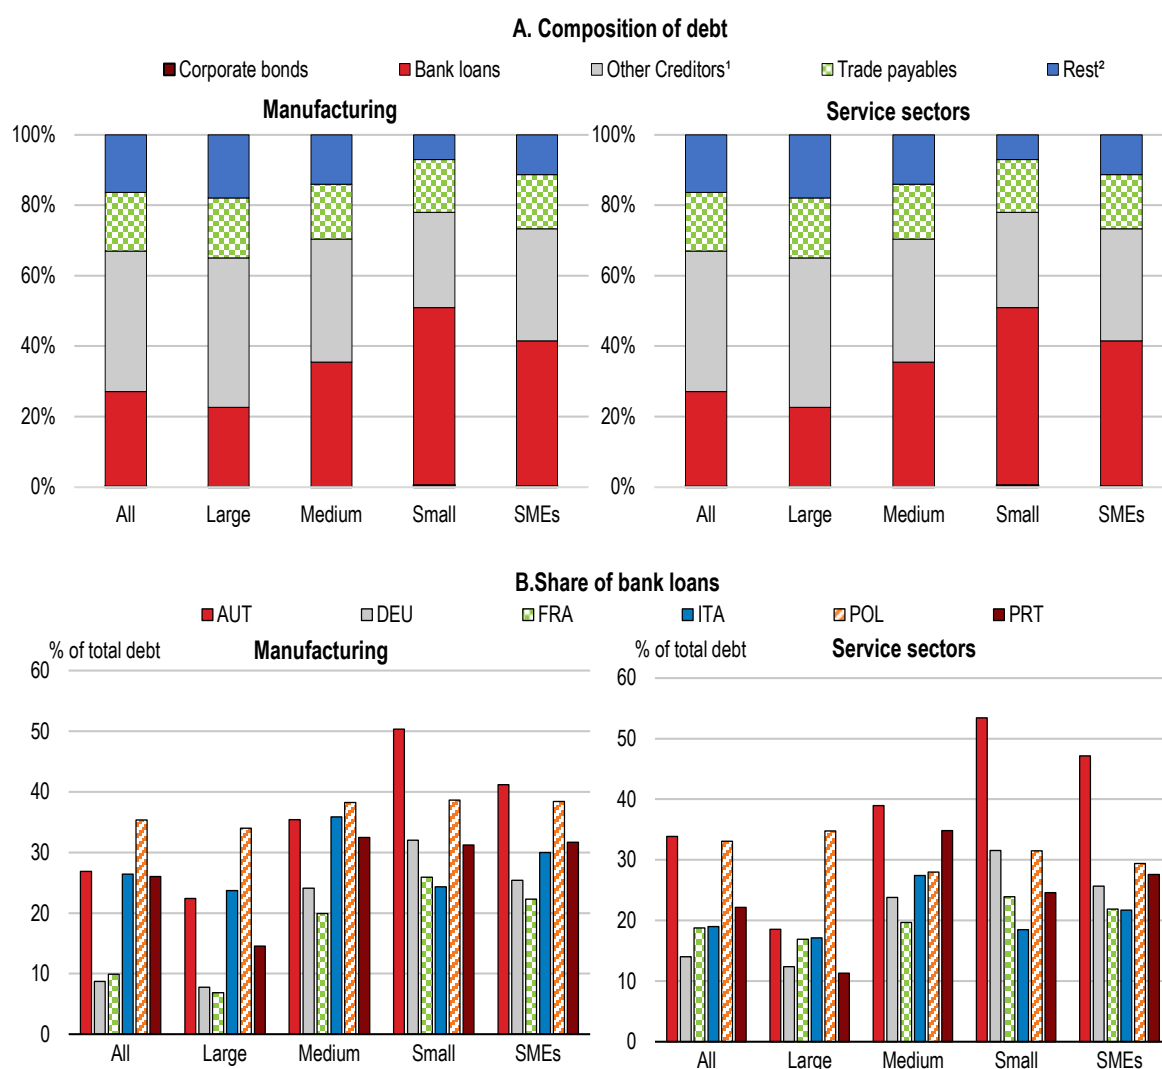 A. Composition of debt
Corporate bonds Bank loans Other Creditors¹ Trade payables Rest²
Manufacturing
100%
80%
60%
40%
20%
0%
All Large Medium Small SMEs
Service sectors
100%
80%
60%
40%
20%
0%
All Large Medium Small SMEs
B.Share of bank loans
AUT DEU FRA ITA POL PRT
% of total debt Manufacturing
60
50
40
30
20
10
0
All Large Medium Small SMEs
% of total debt Service sectors
60
50
40
30
20
10
0
All Large Medium Small SMEs